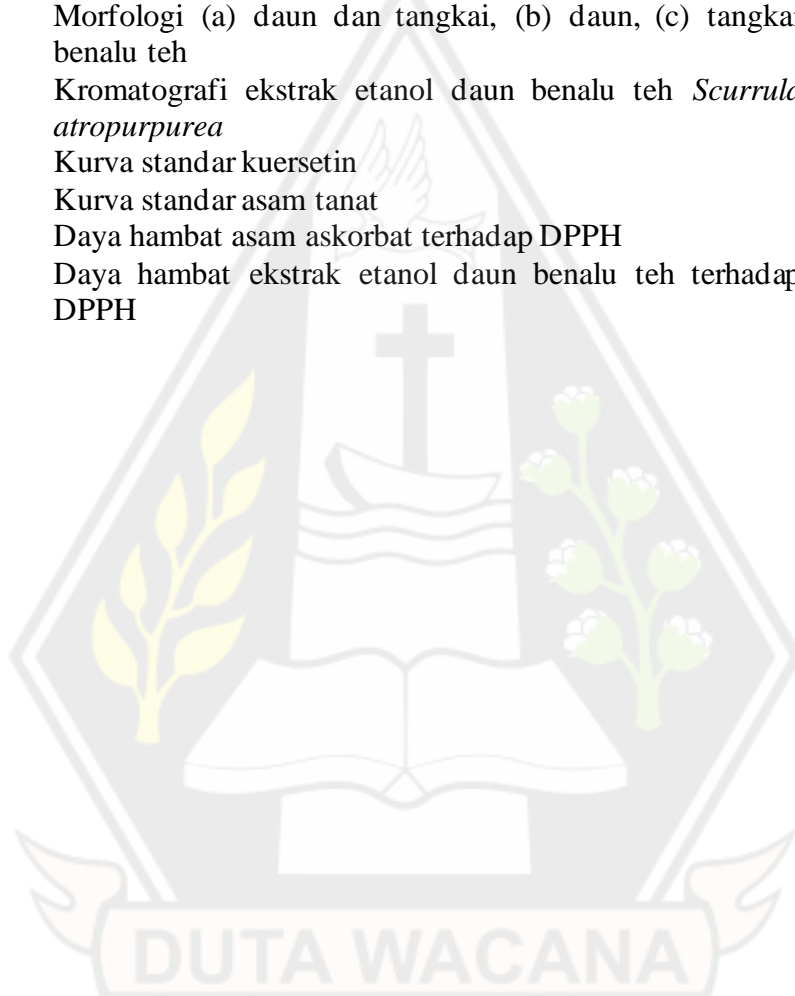 Morfologi (a) daun dan tangkai, (b) daun, (c) tangkai
benalu teh
Kromatografi ekstrak etanol daun benalu teh Scurrula
atropurpurea
Kurva standar kuersetin
Kurva standar asam tanat
Daya hambat asam askorbat terhadap DPPH
Daya hambat ekstrak etanol daun benalu teh terhadap
DPPH
DUTA WACANA